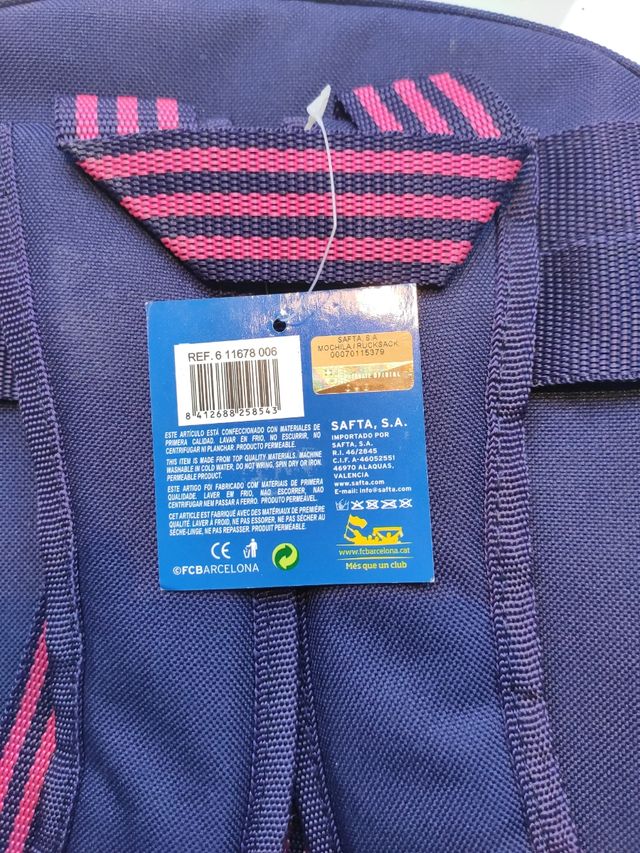 REF. 6 11678 006
8 412688 258543
SAFTA, S.A
MOCHILA / RUCKSACK
00070115379
OFICIAL
ESTE ARTÍCULO ESTÁ CONFECCIONADO CON MATERIALES DE
PRIMERA CALIDAD. LAVAR EN FRIO, NO ESCURRIR, NO
CENTRIFUGAR NI PLANCHAR. PRODUCTO PERMEABLE.
THIS ITEM IS MADE FROM TOP QUALITY MATERIALS. MACHINE
WASHABLE IN COLD WATER, DO NOT WRING, SPIN DRY OR IRON.
PERMEABLE PRODUCT.
ESTE ARTIGO FOI FABRICADO COM MATERIAIS DE PRIMEIRA
QUALIDADE. LAVER EM FRÍO, NÃO ESCORRER, NÃO
CENTRIFUGAR NEM PASSAR A FERRO. PRODUTO PERMEÁVEL.
CET ARTICLE EST FABRIQUÉ AVEC DES MATÉRIAUX DE PREMIÈRE
QUALITÉ. LAVER À FROID, NE PAS ESSORER, NE PAS SÉCHER AU
SÈCHE-LINGE, NE PAS REPASSER. PRODUIT PERMEABLE.
CE
©FCBARCELONA
SAFTA, S.A.
IMPORTADO POR
SAFTA, S.A.
R.I. 46/2845
C.I.F. A-46052551
46970 ALAQUAS.
VALENCIA
www.safta.com
E-mail: info@safta.com
www.fcbarcelona.cat
Més que un club